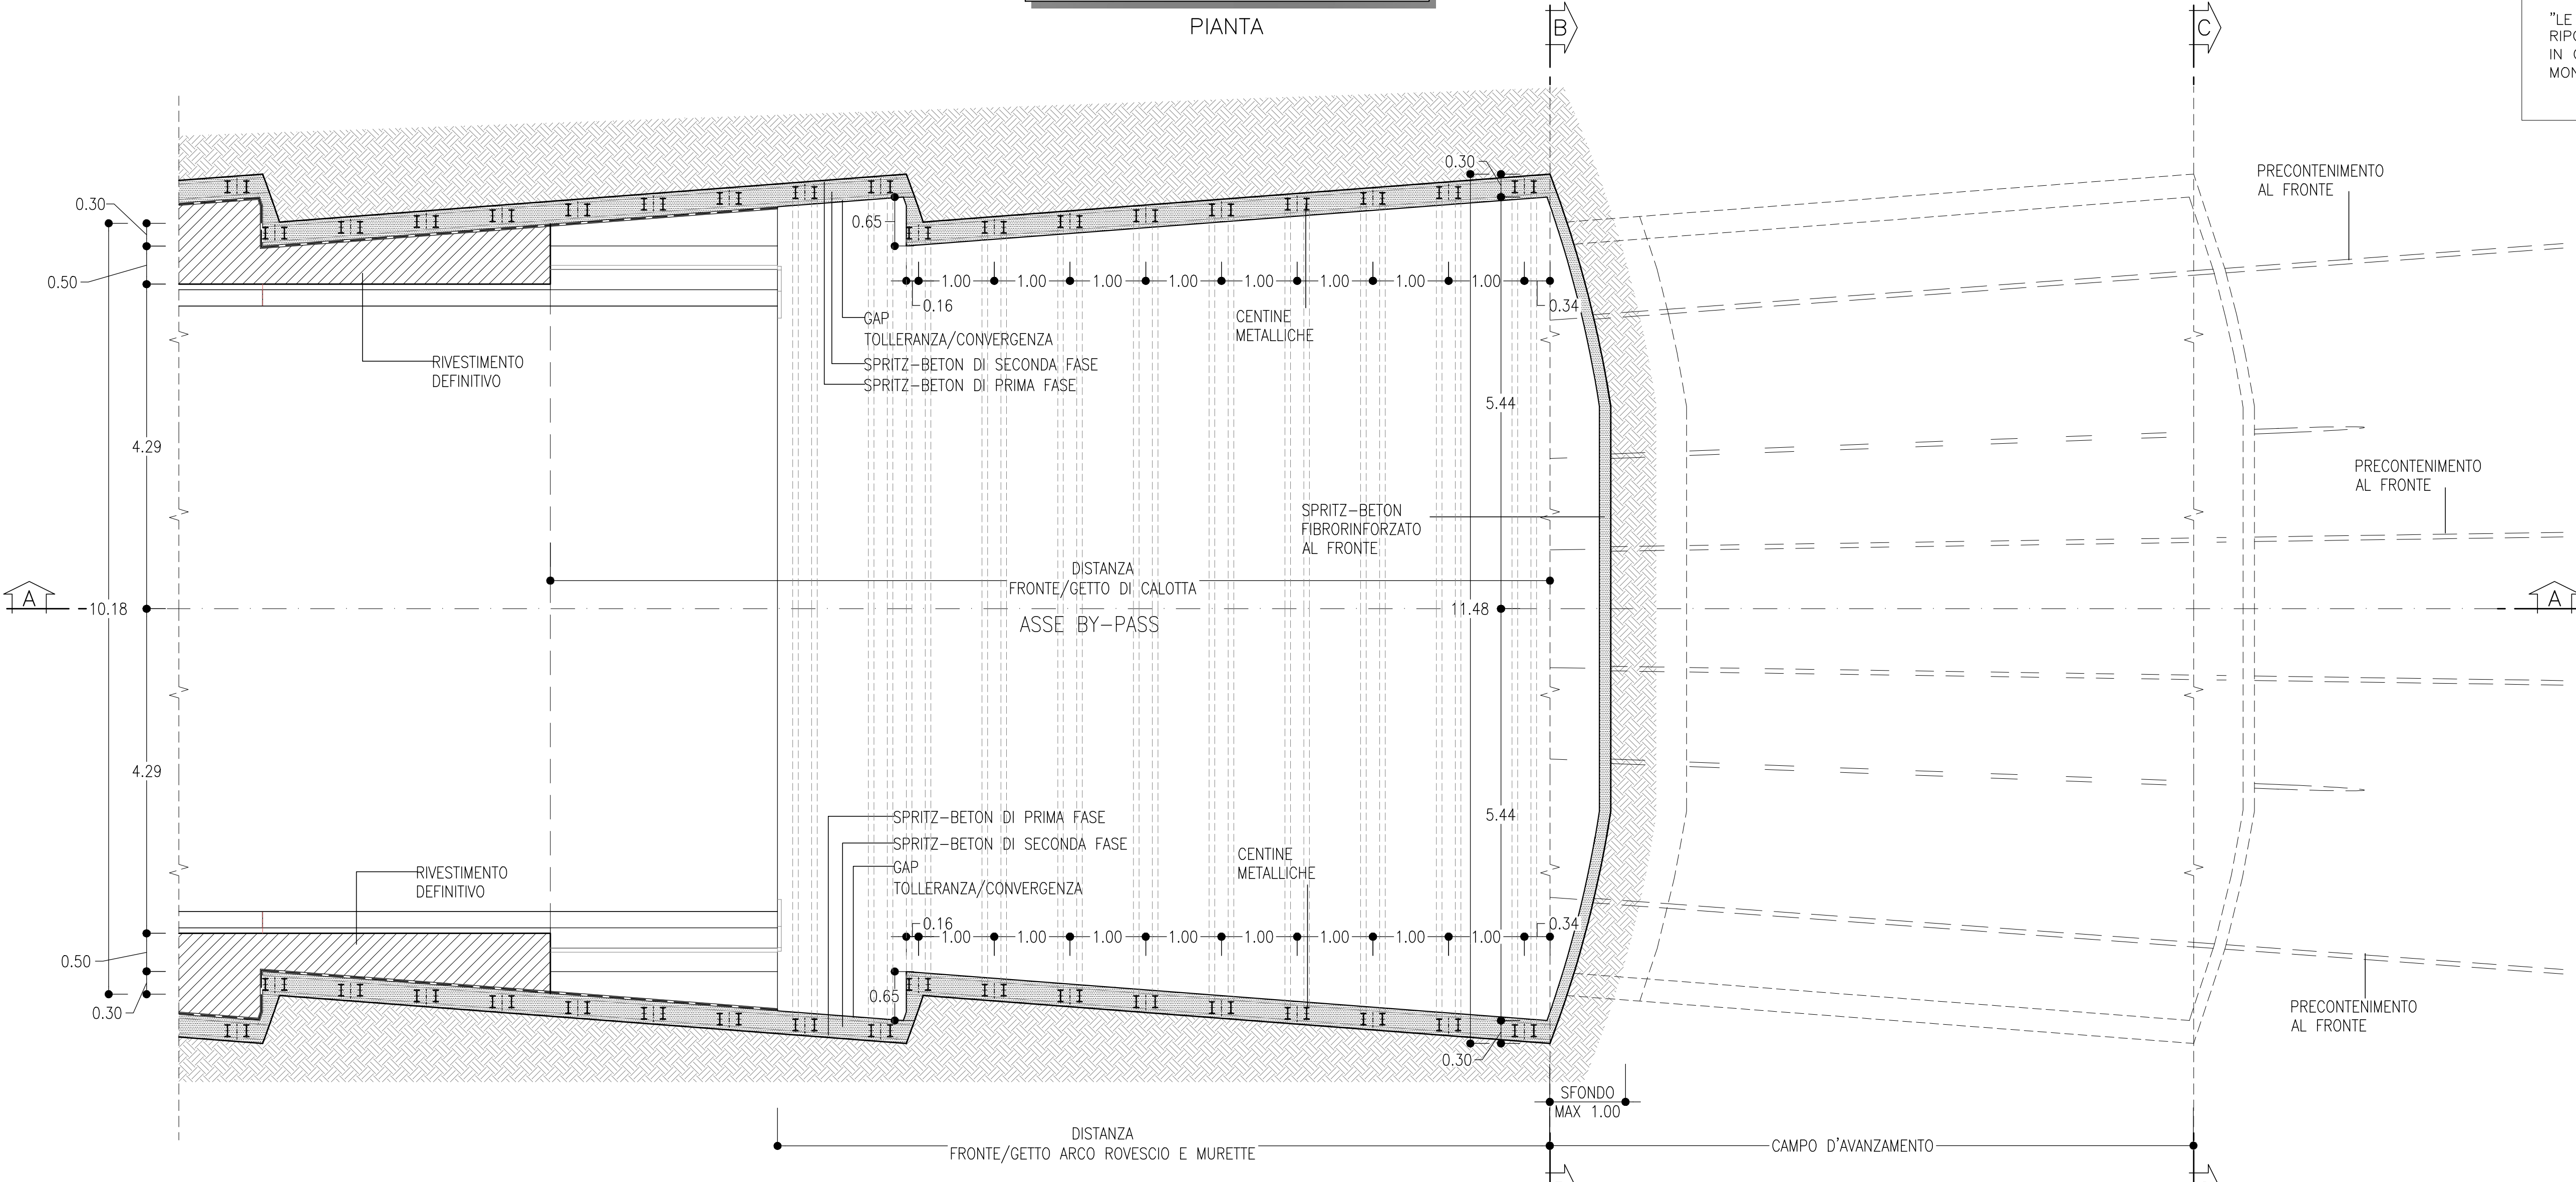 PIANTA
B
C
"LE
RIPO
IN
MON
0.30
PRECONTENIMENTO
AL FRONTE
0.30
0.65
0.50
1.00 1.00 1.00 1.00 1.00 1.00 1.00 1.00
0.16
0.34
GAP
TOLLERANZA/CONVERGENZA
SPRITZ-BETON DI SECONDA FASE
SPRITZ-BETON DI PRIMA FASE
CENTINE
METALLICHE
RIVESTIMENTO
DEFINITIVO
5.44
4.29
PRECONTENIMENTO
AL FRONTE
SPRITZ-BETON
FIBRORINFORZATO
AL FRONTE
DISTANZA
FRONTE/GETTO DI CALOTTA
A
10.18
11.48
A
ASSE BY-PASS
4.29
5.44
SPRITZ-BETON DI PRIMA FASE
SPRITZ-BETON DI SECONDA FASE
GAP
TOLLERANZA/CONVERGENZA
CENTINE
METALLICHE
RIVESTIMENTO
DEFINITIVO
0.16
0.34
1.00 1.00 1.00 1.00 1.00 1.00 1.00 1.00
0.50
0.65
0.30
0.30
PRECONTENIMENTO
AL FRONTE
SFONDO
MAX 1.00
DISTANZA
FRONTE/GETTO ARCO ROVESCIO E MURETTE
CAMPO D'AVANZAMENTO